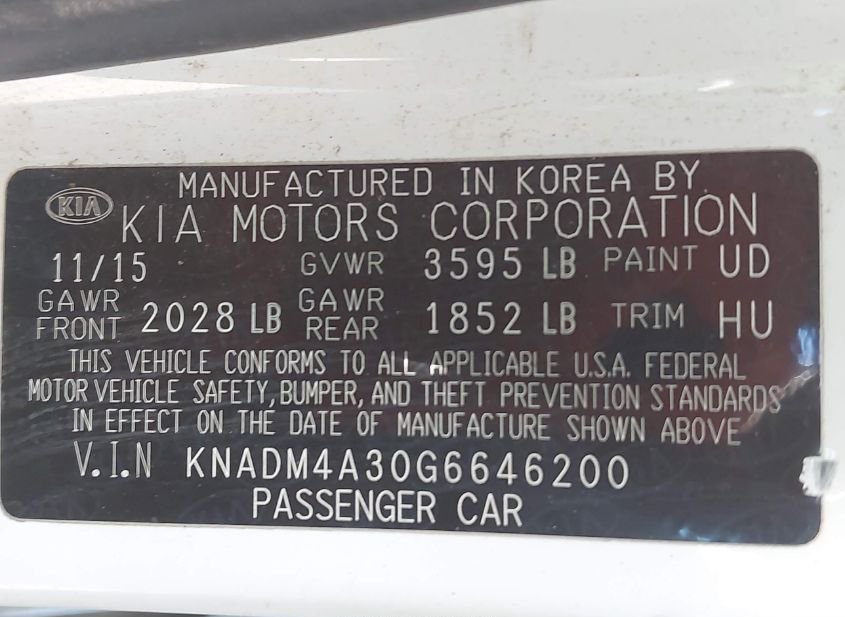 MANUFACTURED IN KOREA BY
KIA KIA MOTORS CORPORATION
11/15 GVWR 3595 LB PAINT UD
GAWR FRONT 2028 LB GAWR REAR 1852 LB TRIM HU
THIS VEHICLE CONFORMS TO ALL APPLICABLE U.S.A. FEDERAL
MOTOR VEHICLE SAFETY, BUMPER, AND THEFT PREVENTION STANDARDS
IN EFFECT ON THE DATE OF MANUFACTURE SHOWN ABOVE
V.I.N KNADM4A30G6646200
PASSENGER CAR